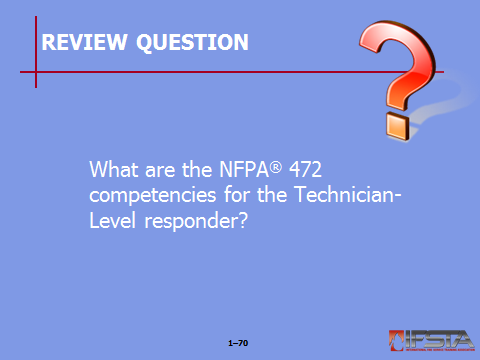 REVIEW QUESTION
What are the NFPA® 472
competencies for the Technician-
Level responder?
1–70
IFSTA